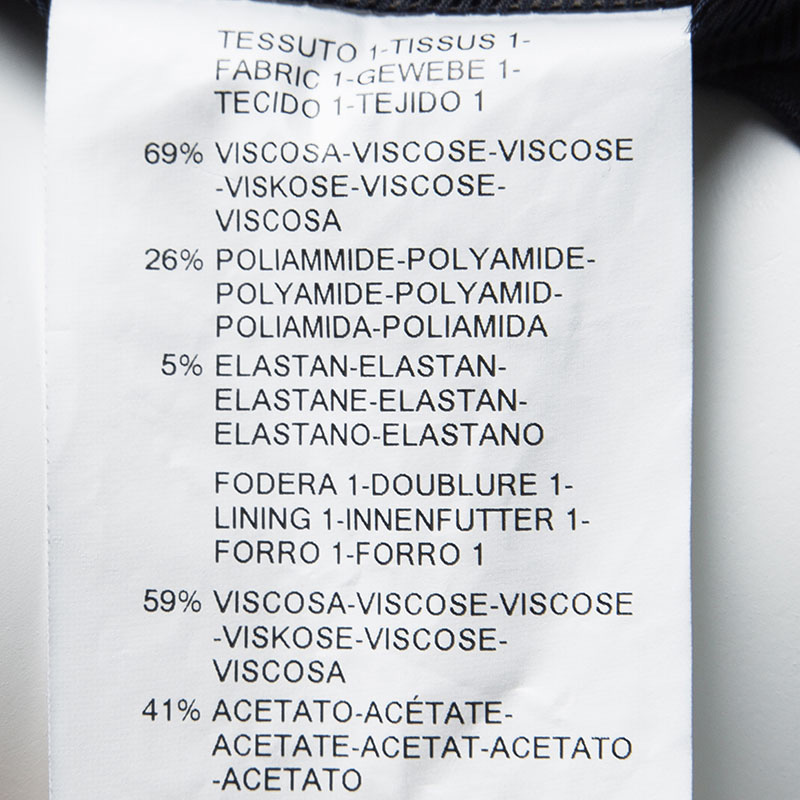 TESSUTO 1-TISSUS 1-
FABRIC 1-GEWEBE 1-
TECIDO 1-TEJIDO 1
69% VISCOSA-VISCOSE-VISCOSE
-VISKOSE-VISCOSE-
VISCOSA
26% POLIAMMIDE-POLYAMIDE-
POLYAMIDE-POLYAMID-
POLIAMIDA-POLIAMIDA
5% ELASTAN-ELASTAN-
ELASTANE-ELASTAN-
ELASTANO-ELASTANO
FODERA 1-DOUBLURE 1-
LINING 1-INNENFUTTER 1-
FORRO 1-FORRO 1
59% VISCOSA-VISCOSE-VISCOSE
-VISKOSE-VISCOSE-
VISCOSA
41% ACETATO-ACÉTATE-
ACETATE-ACETAT-ACETATO
-ACETATO